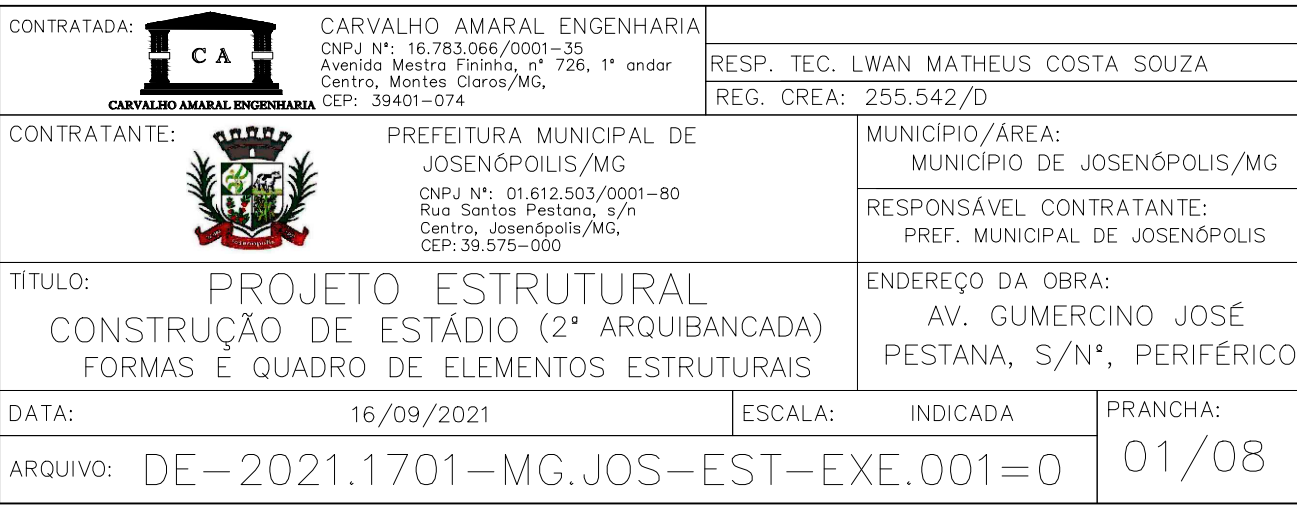 CONTRATADA:
C A
CARVALHO AMARAL ENGENHARIA
CARVALHO AMARAL ENGENHARIA
CNPJ Nº: 16.783.066/0001-35
Avenida Mestra Fininha, nº 726, 1º andar
Centro, Montes Claros/MG,
CEP: 39401-074
RESP. TEC. LWAN MATHEUS COSTA SOUZA
REG. CREA: 255.542/D
CONTRATANTE:
Josenópolis
PREFEITURA MUNICIPAL DE
JOSENÓPOILIS/MG
CNPJ Nº: 01.612.503/0001-80
Rua Santos Pestana, s/n
Centro, Josenópolis/MG,
CEP:39.575-000
MUNICÍPIO/ÁREA:
MUNICÍPIO DE JOSENÓPOLIS/MG
RESPONSÁVEL CONTRATANTE:
PREF. MUNICIPAL DE JOSENÓPOLIS
TÍTULO:
PROJETO ESTRUTURAL
CONSTRUÇÃO DE ESTÁDIO (2ª ARQUIBANCADA)
FORMAS E QUADRO DE ELEMENTOS ESTRUTURAIS
ENDEREÇO DA OBRA:
AV. GUMERCINO JOSÉ
PESTANA, S/Nº, PERIFÉRICO
DATA: 16/09/2021
ESCALA: INDICADA
PRANCHA:
01/08
ARQUIVO: DE-2021.1701-MG.JOS-EST-EXE.001=0